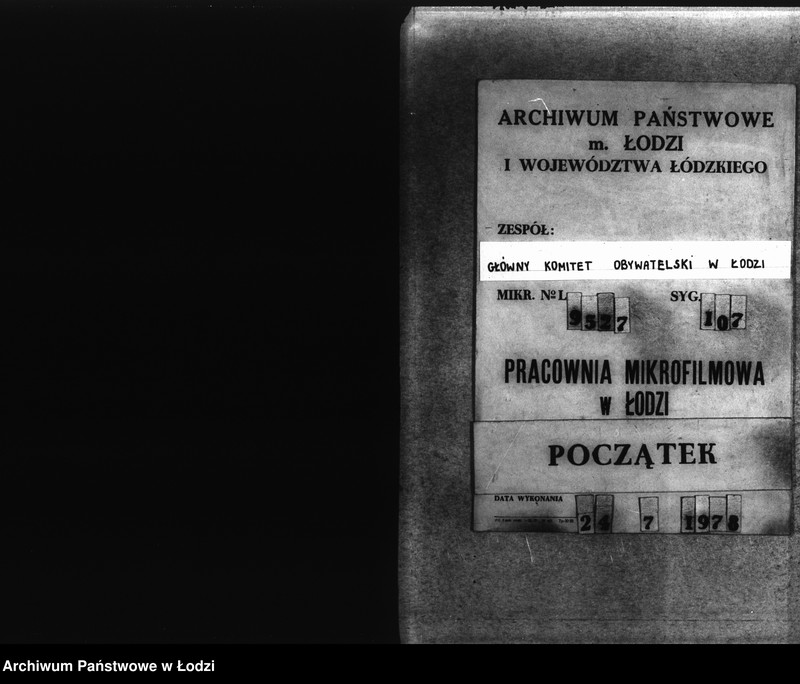 ARCHIWUM PAŃSTWOWE
m. ŁODZI
I WOJEWÓDZTWA ŁÓDZKIEGO
ZESPÓŁ:
GŁÓWNY KOMITET OBYWATELSKI W ŁODZI
MIKR. Nº L 9527 SYG. 107
PRACOWNIA MIKROFILMOWA
w ŁODZI
POCZĄTEK
DATA WYKONANIA
24 7 1978
Archiwum Państwowe w Łodzi